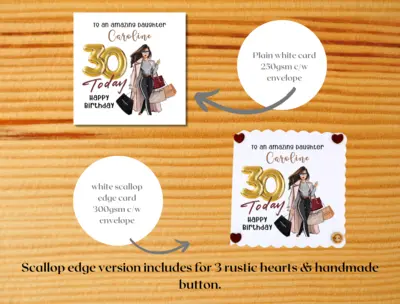 To an amazing Daughter
Caroline
30
Today
Happy
Birthday
Plain white card
250gsm c/w
envelope
To an amazing Daughter
Caroline
30
Today
Happy
Birthday
white scallop
edge card
300gsm c/w
envelope
Scallop edge version includes for 3 rustic hearts & handmade
button.